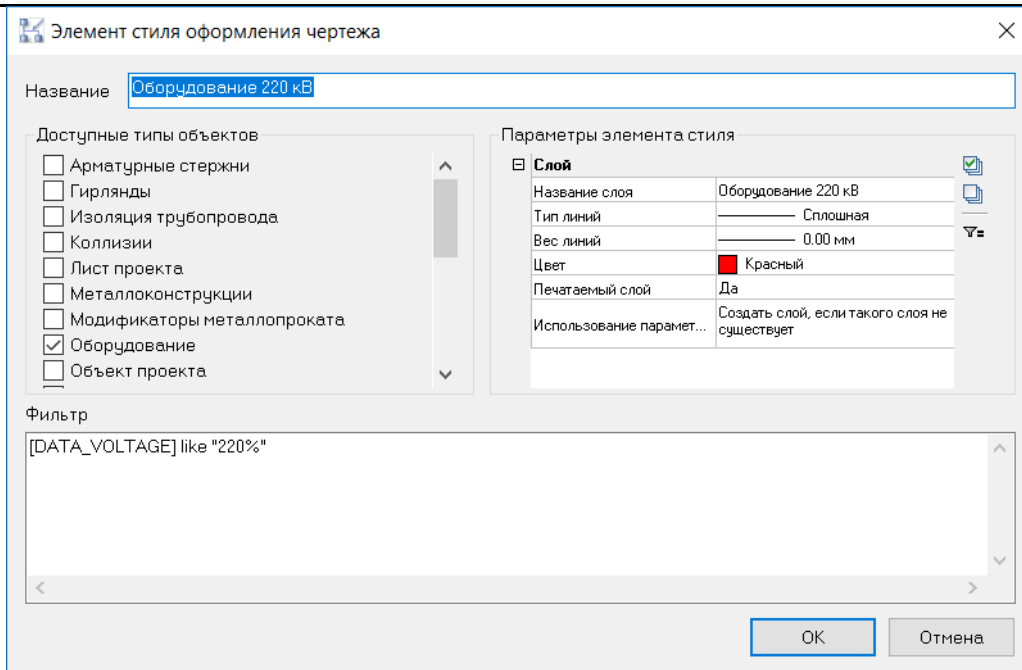 Элемент стиля оформления чертежа
Название
Оборудование 220 кВ
Доступные типы объектов
Арматурные стержни
Гирлянды
Изоляция трубопровода
Коллизии
Лист проекта
Металлоконструкции
Модификаторы металлопроката
Оборудование
Объект проекта
Параметры элемента стиля
Слой
Название слоя Оборудование 220 кВ
Тип линий Сплошная
Вес линий 0.00 мм
Цвет Красный
Печатаемый слой Да
Использование парамет... Создать слой, если такого слоя не
существует
Фильтр
[DATA_VOLTAGE] like "220%"
OK Отмена